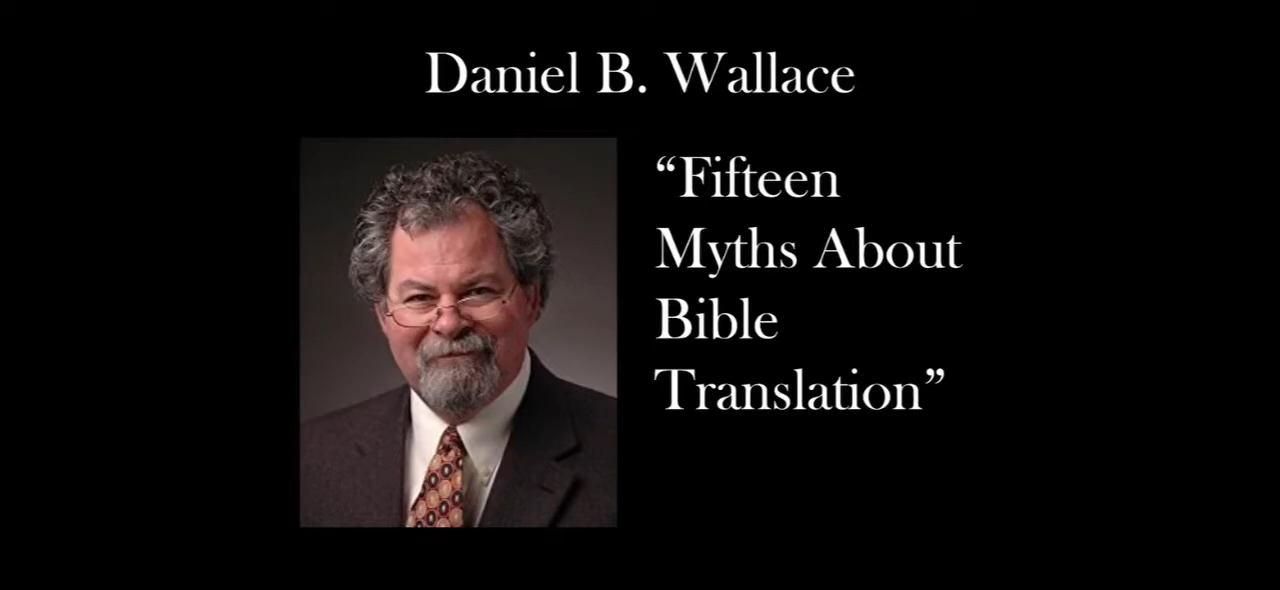 Daniel B. Wallace
“Fifteen
Myths About
Bible
Translation”